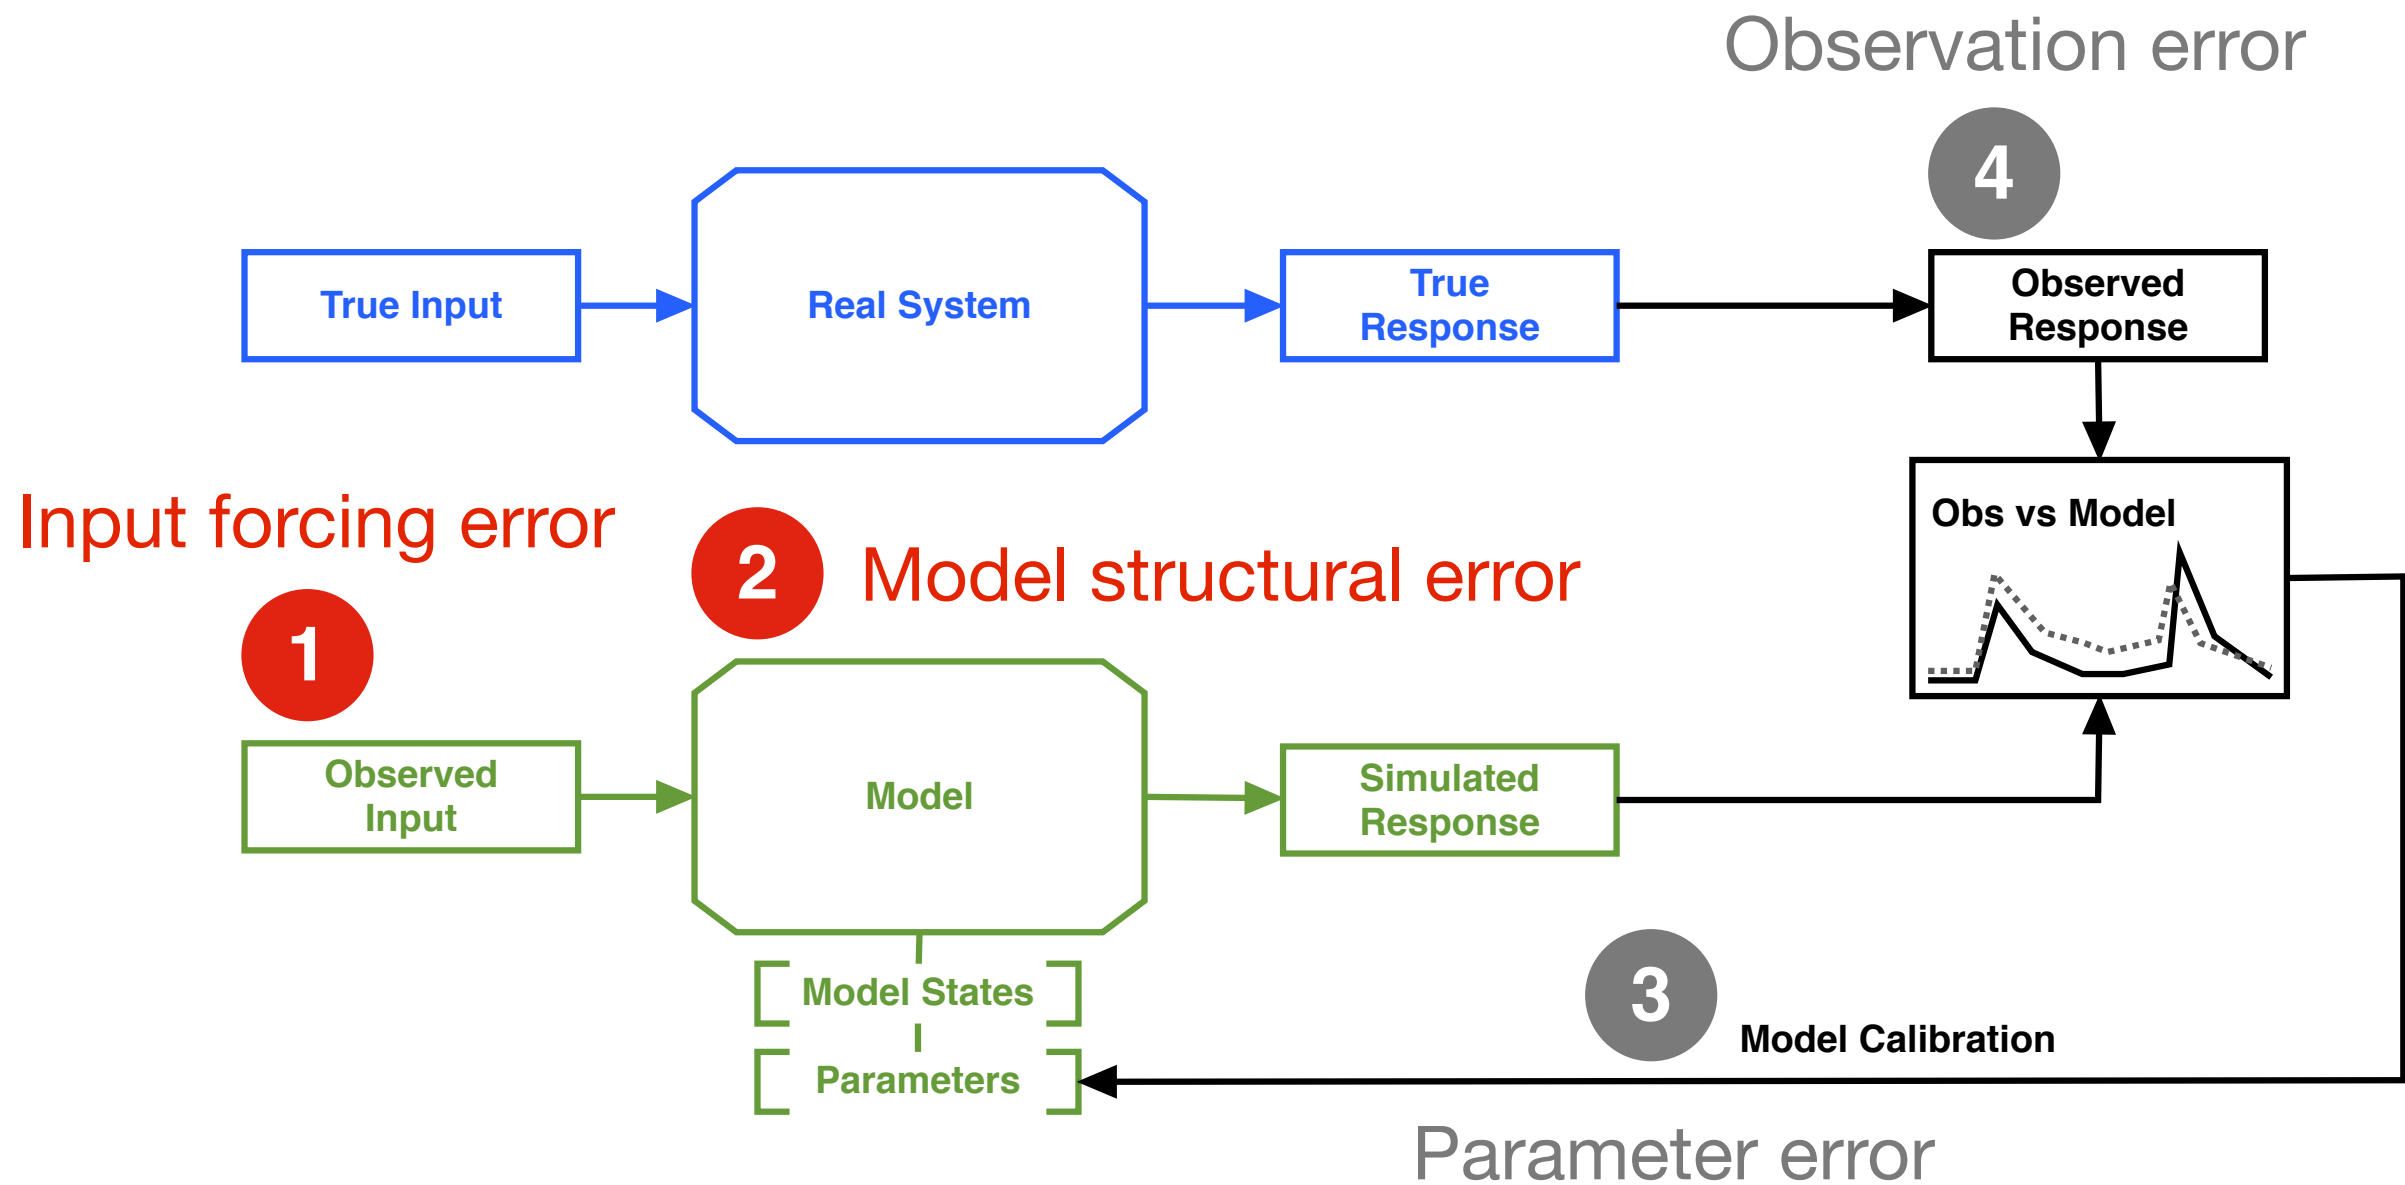 Observation error
4
True Input
Real System
True
Response
Observed
Response
Input forcing error
1
2
Model structural error
Obs vs Model
Observed
Input
Model
Simulated
Response
Model States
Parameters
3
Model Calibration
Parameter error